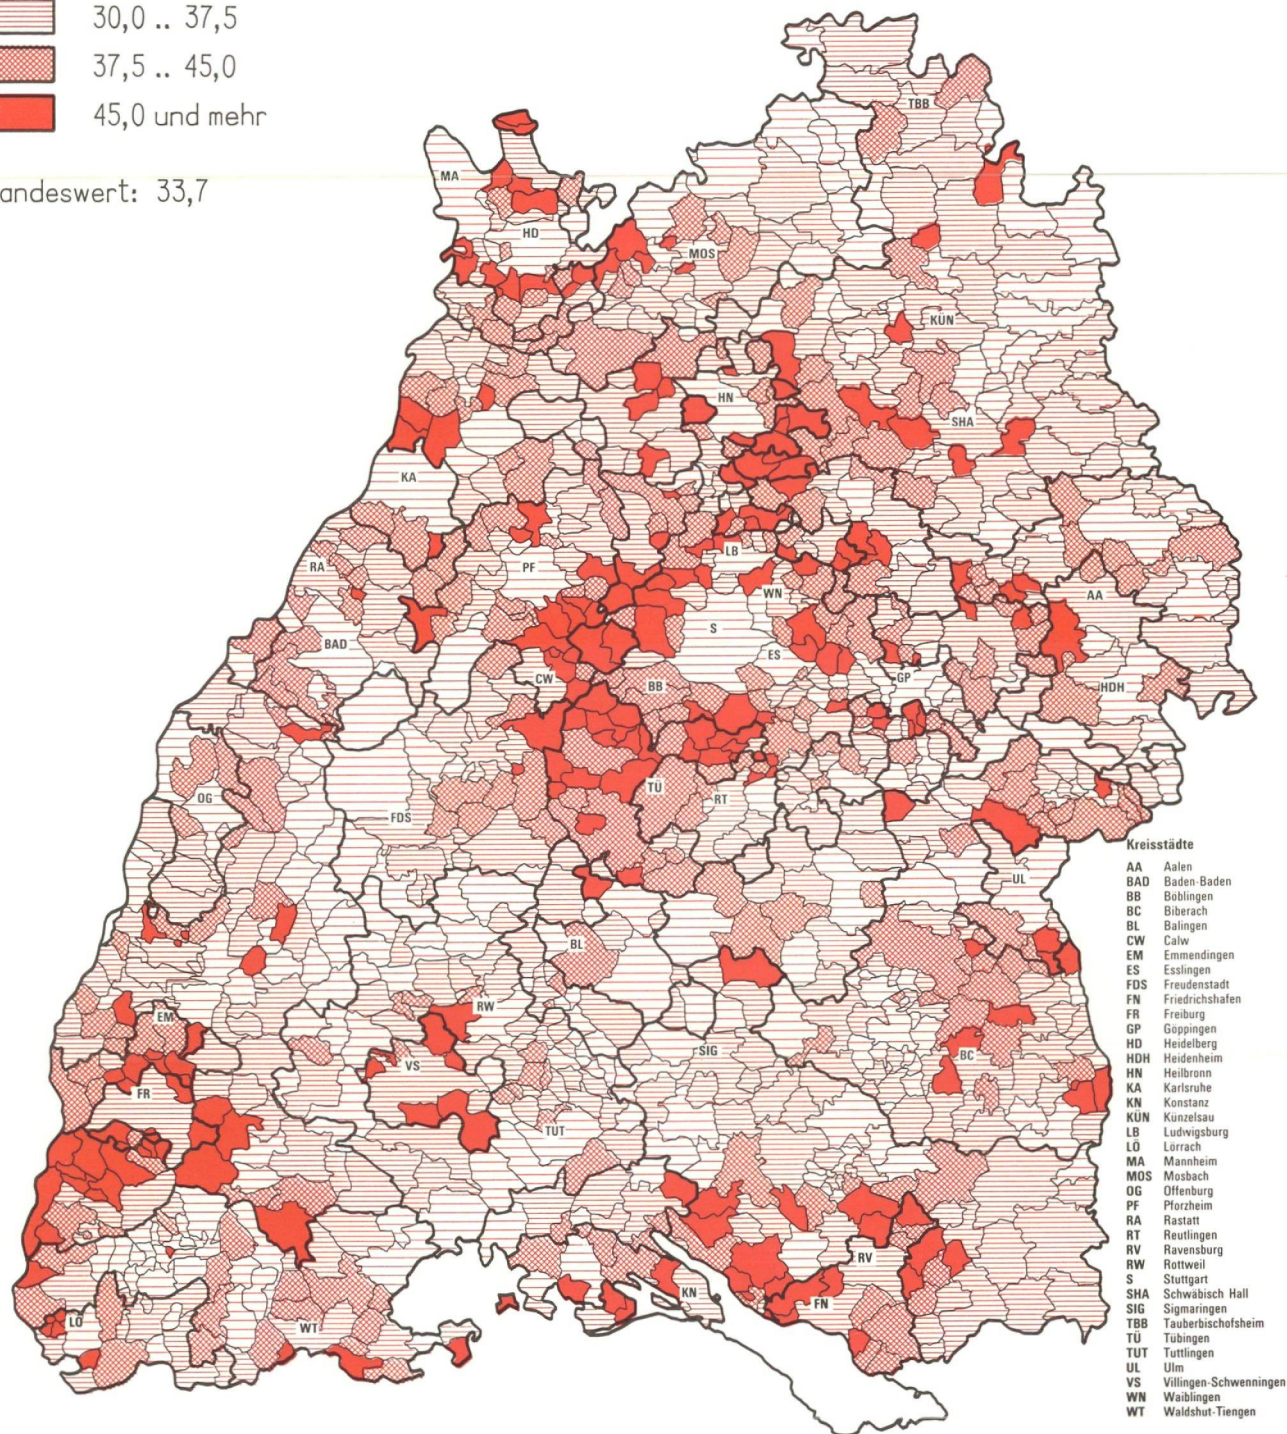 30,0 .. 37,5
37,5 .. 45,0
45,0 und mehr
andeswert: 33,7
TBB
MA
HD
MOS
KÜN
HN
SHA
KA
LB
PF
RA
WN
AA
S
BAD
ES
CW
BB
GP
HDH
OG
TÜ
RT
FDS
UL
BL
RW
EM
SIG
BC
VS
FR
TUT
RV
KN
FN
LÖ
WT
Kreisstädte
AA Aalen
BAD Baden-Baden
BB Böblingen
BC Biberach
BL Balingen
CW Calw
EM Emmendingen
ES Esslingen
FDS Freudenstadt
FN Friedrichshafen
FR Freiburg
GP Göppingen
HD Heidelberg
HDH Heidenheim
HN Heilbronn
KA Karlsruhe
KN Konstanz
KÜN Künzelsau
LB Ludwigsburg
LÖ Lörrach
MA Mannheim
MOS Mosbach
OG Offenburg
PF Pforzheim
RA Rastatt
RT Reutlingen
RV Ravensburg
RW Rottweil
S Stuttgart
SHA Schwäbisch Hall
SIG Sigmaringen
TBB Tauberbischofsheim
TÜ Tübingen
TUT Tuttlingen
UL Ulm
VS Villingen-Schwenningen
WN Waiblingen
WT Waldshut-Tiengen